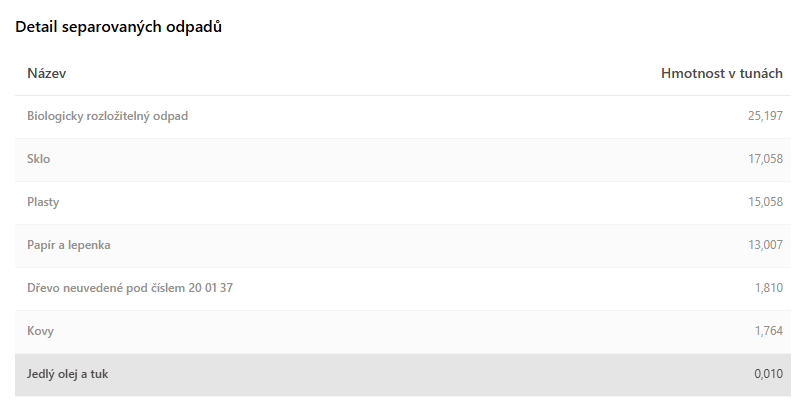 Detail separovaných odpadů
Název Hmotnost v tunách
Biologicky rozložitelný odpad 25,197
Sklo 17,058
Plasty 15,058
Papír a lepenka 13,007
Dřevo neuvedené pod číslem 20 01 37 1,810
Kovy 1,764
Jedlý olej a tuk 0,010